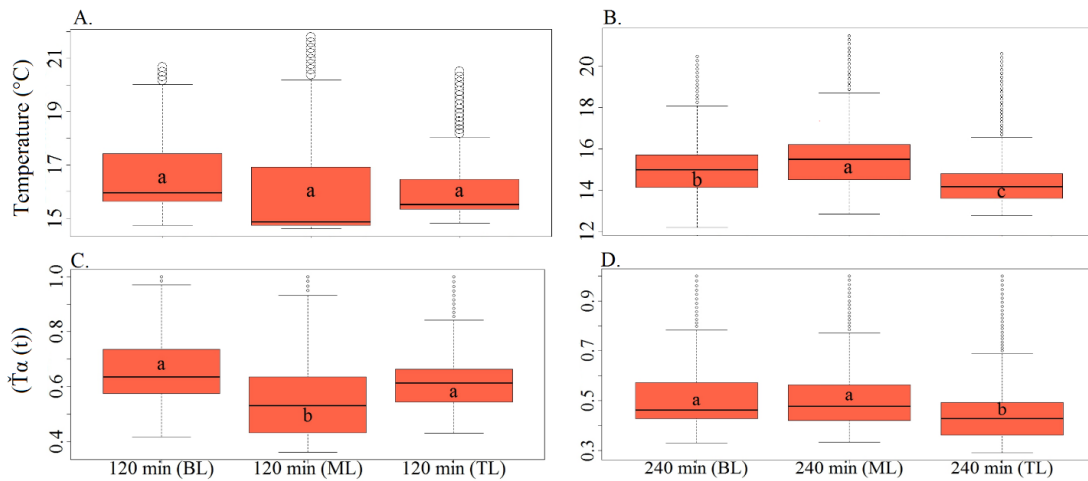 A.
B.
Temperature (°C)
21
19
17
15
a
a
a
20
18
16
14
12
b
a
c
C.
D.
(Ťα (t))
1.0
0.8
0.6
0.4
a
b
a
0.9
0.7
0.5
0.3
a
a
b
120 min (BL) 120 min (ML) 120 min (TL)
240 min (BL) 240 min (ML) 240 min (TL)